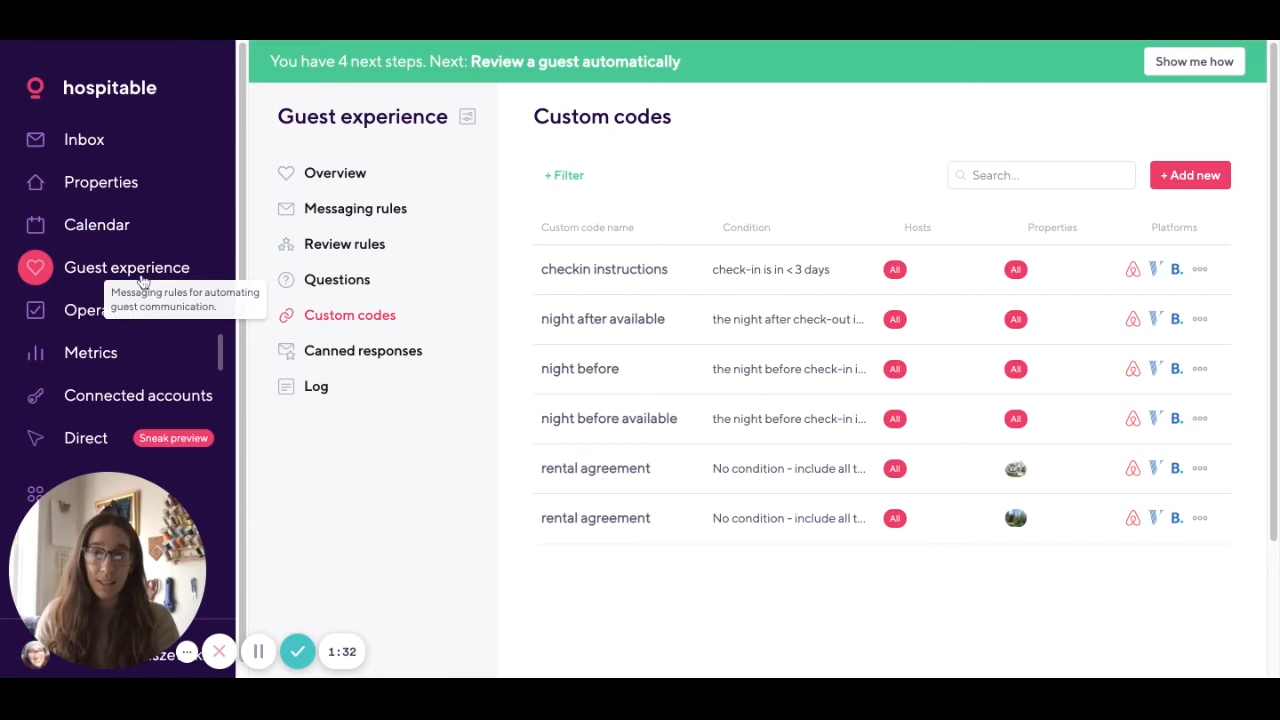 You have 4 next steps. Next: Review a guest automatically
Show me how
hospitable
Inbox
Properties
Calendar
Guest experience
Messaging rules for automating
guest communication.
Metrics
Connected accounts
Direct
Sneak preview
Guest experience
Overview
Messaging rules
Review rules
Questions
Custom codes
Canned responses
Log
Custom codes
+ Filter
Search...
+ Add new
Custom code name Condition Hosts Properties Platforms
checkin instructions check-in is in < 3 days All All B.
night after available the night after check-out i... All All B.
night before the night before check-in i... All All B.
night before available the night before check-in i... All All B.
rental agreement No condition - include all t... All B.
rental agreement No condition - include all t... All B.
1:32